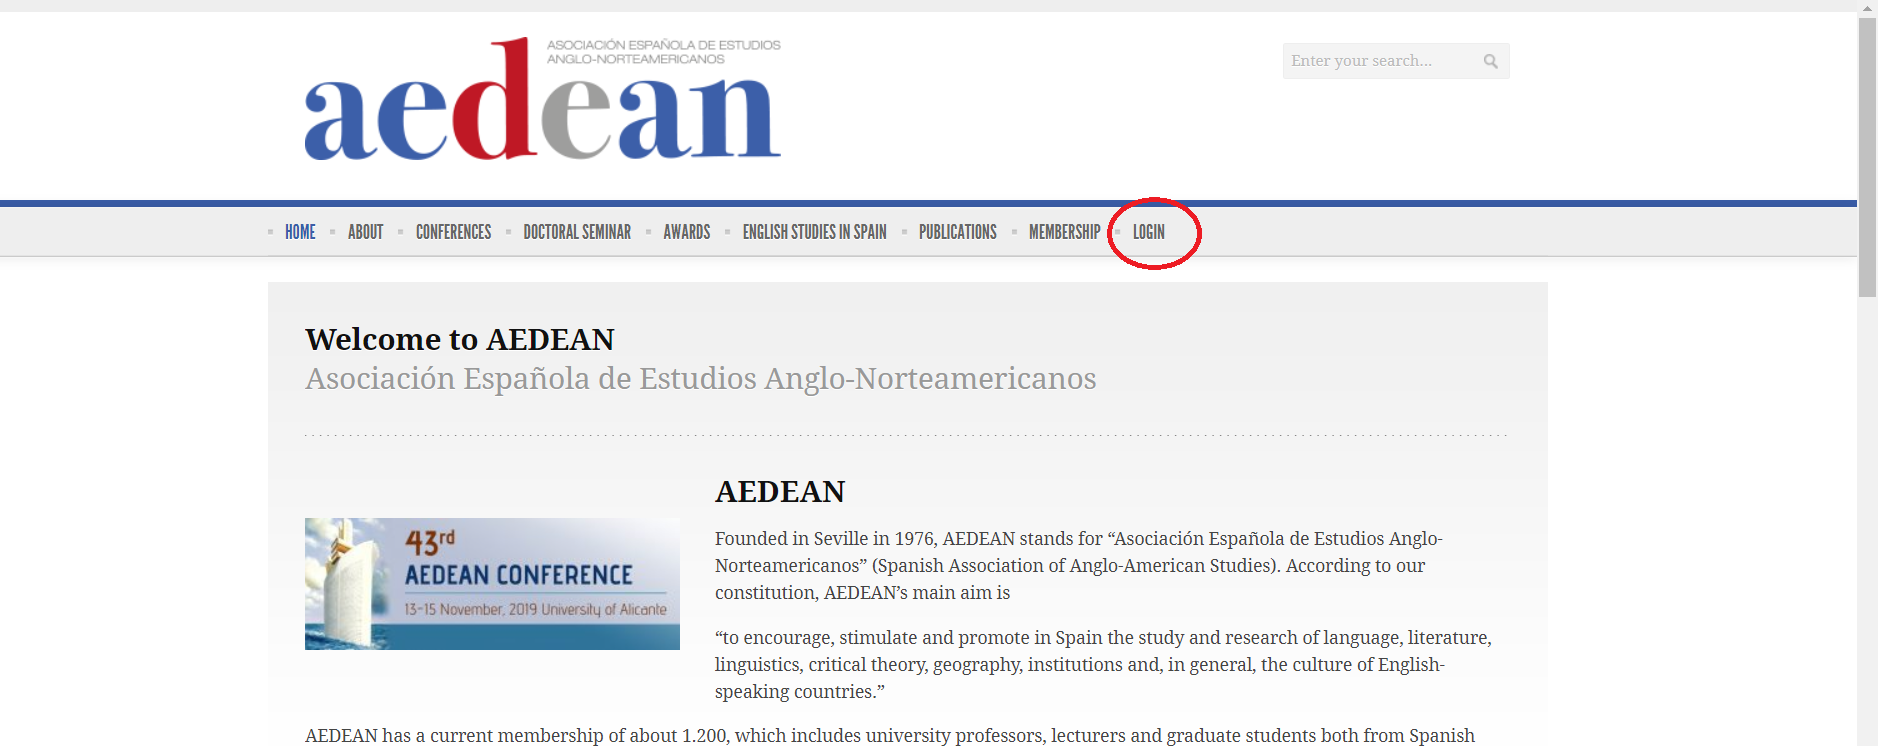 ASOCIACIÓN ESPAÑOLA DE ESTUDIOS
ANGLO-NORTEAMERICANOS
aedean
Enter your search...
HOME ABOUT CONFERENCES DOCTORAL SEMINAR AWARDS ENGLISH STUDIES IN SPAIN PUBLICATIONS MEMBERSHIP LOGIN
Welcome to AEDEAN
Asociación Española de Estudios Anglo-Norteamericanos
43rd
AEDEAN CONFERENCE
13-15 November, 2019 University of Alicante
AEDEAN
Founded in Seville in 1976, AEDEAN stands for “Asociación Española de Estudios Anglo-
Norteamericanos” (Spanish Association of Anglo-American Studies). According to our
constitution, AEDEAN’s main aim is
“to encourage, stimulate and promote in Spain the study and research of language, literature,
linguistics, critical theory, geography, institutions and, in general, the culture of English-
speaking countries.”
AEDEAN has a current membership of about 1.200, which includes university professors, lecturers and graduate students both from Spanish